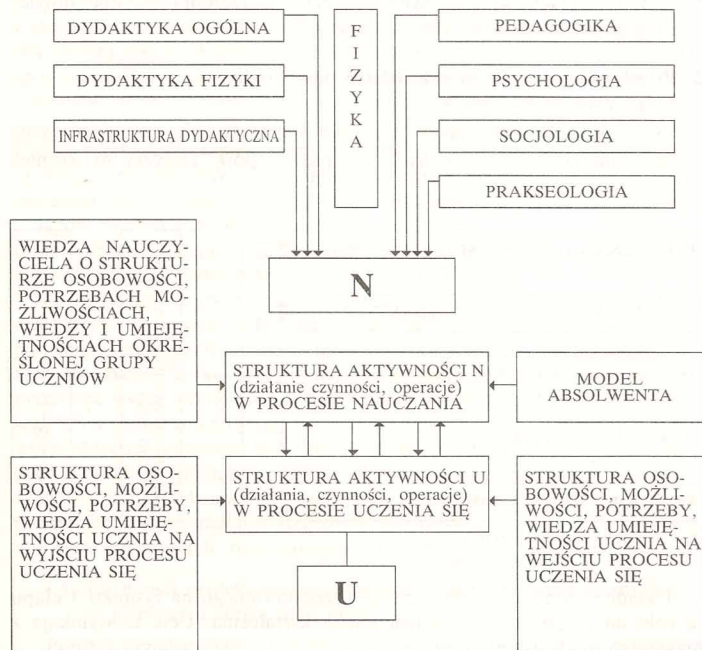 DYDAKTYKA OGÓLNA
DYDAKTYKA FIZYKI
INFRASTRUKTURA DYDAKTYCZNA
F
I
Z
Y
K
A
PEDAGOGIKA
PSYCHOLOGIA
SOCJOLOGIA
PRAKSEOLOGIA
N
WIEDZA NAUCZY-
CIELA O STRUKTU-
RZE OSOBOWOŚCI,
POTRZEBACH MO-
ŻLIWOŚCIACH,
WIEDZY I UMIEJĘ-
TNOŚCIACH OKRE-
ŚLONEJ GRUPY
UCZNIÓW
STRUKTURA AKTYWNOŚCI N
(działanie czynności, operacje)
W PROCESIE NAUCZANIA
MODEL
ABSOLWENTA
STRUKTURA OSO-
BOWOŚCI, MOŻLI-
WOŚCI, POTRZEBY,
WIEDZA UMIEJĘ-
TNOŚCI UCZNIA NA
WYJŚCIU PROCESU
UCZENIA SIĘ
STRUKTURA AKTYWNOŚCI U
(działania, czynności, operacje)
W PROCESIE UCZENIA SIĘ
STRUKTURA OSO-
BOWOŚCI, MOŻLI-
WOŚCI, POTRZEBY,
WIEDZA UMIEJĘ-
TNOŚCI UCZNIA NA
WEJŚCIU PROCESU
UCZENIA SIĘ
U